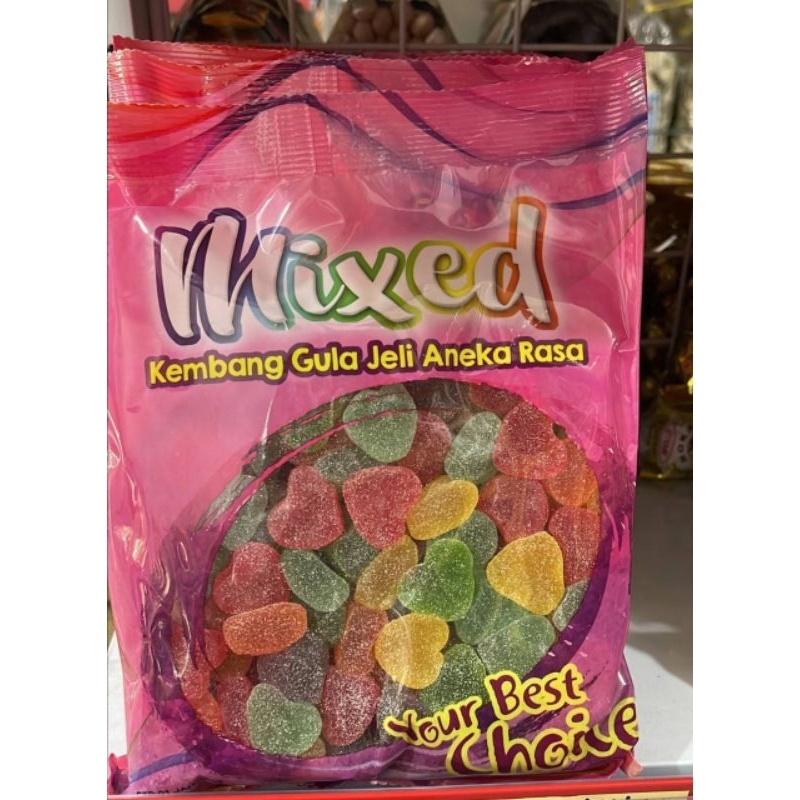 Mixed
Kembang Gula Jeli Aneka Rasa
Your Best
Choice